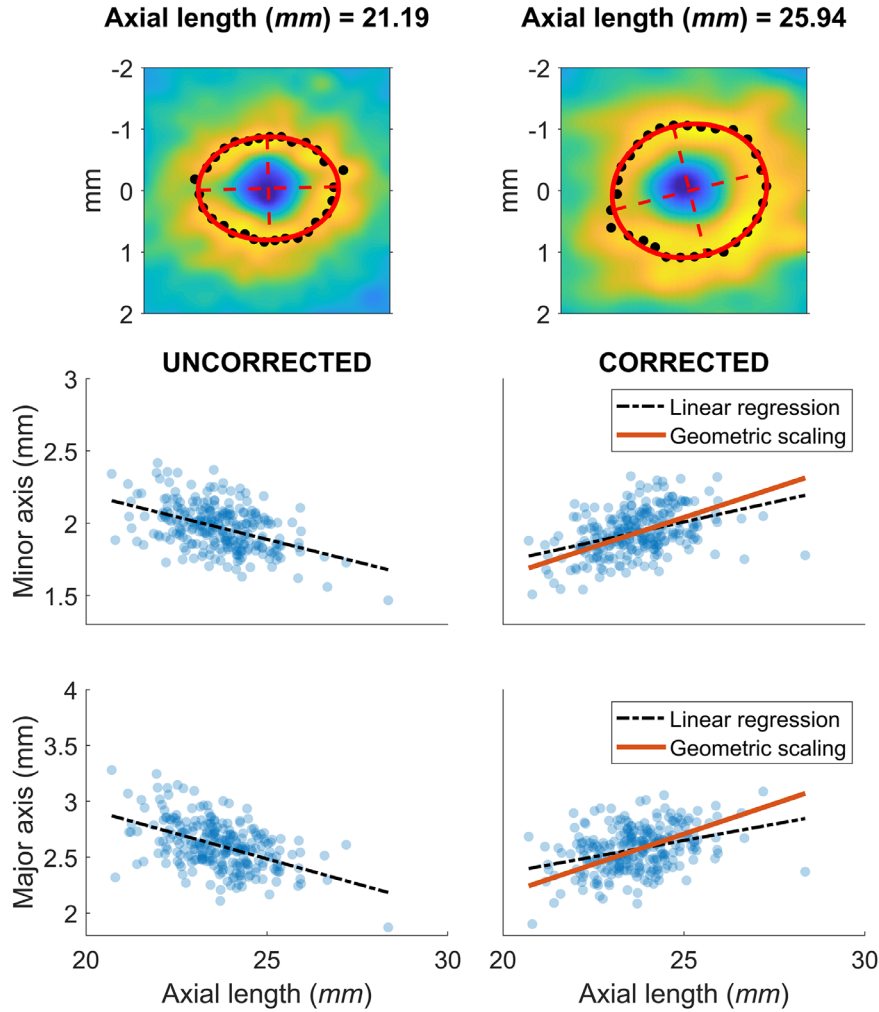 Axial length (mm) = 21.19
Axial length (mm) = 25.94
-2
-1
0
1
2
mm
-2
-1
0
1
2
mm
UNCORRECTED
CORRECTED
3
2.5
2
1.5
Minor axis (mm)
Linear regression
Geometric scaling
4
3.5
3
2.5
2
Major axis (mm)
Linear regression
Geometric scaling
20
25
30
Axial length (mm)
20
25
30
Axial length (mm)